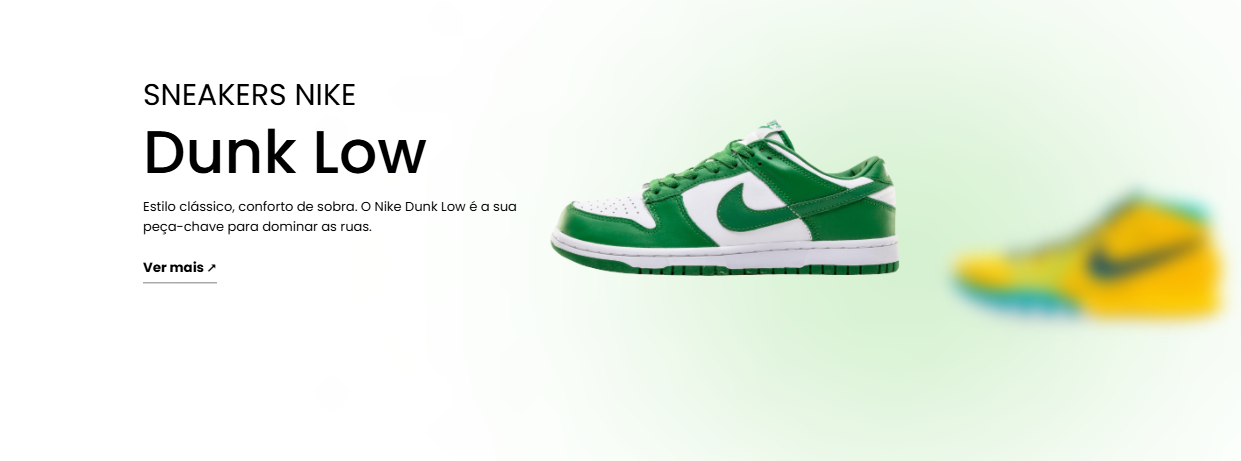 SNEAKERS NIKE
Dunk Low
Estilo clássico, conforto de sobra. O Nike Dunk Low é a sua
peça-chave para dominar as ruas.
Ver mais ↗